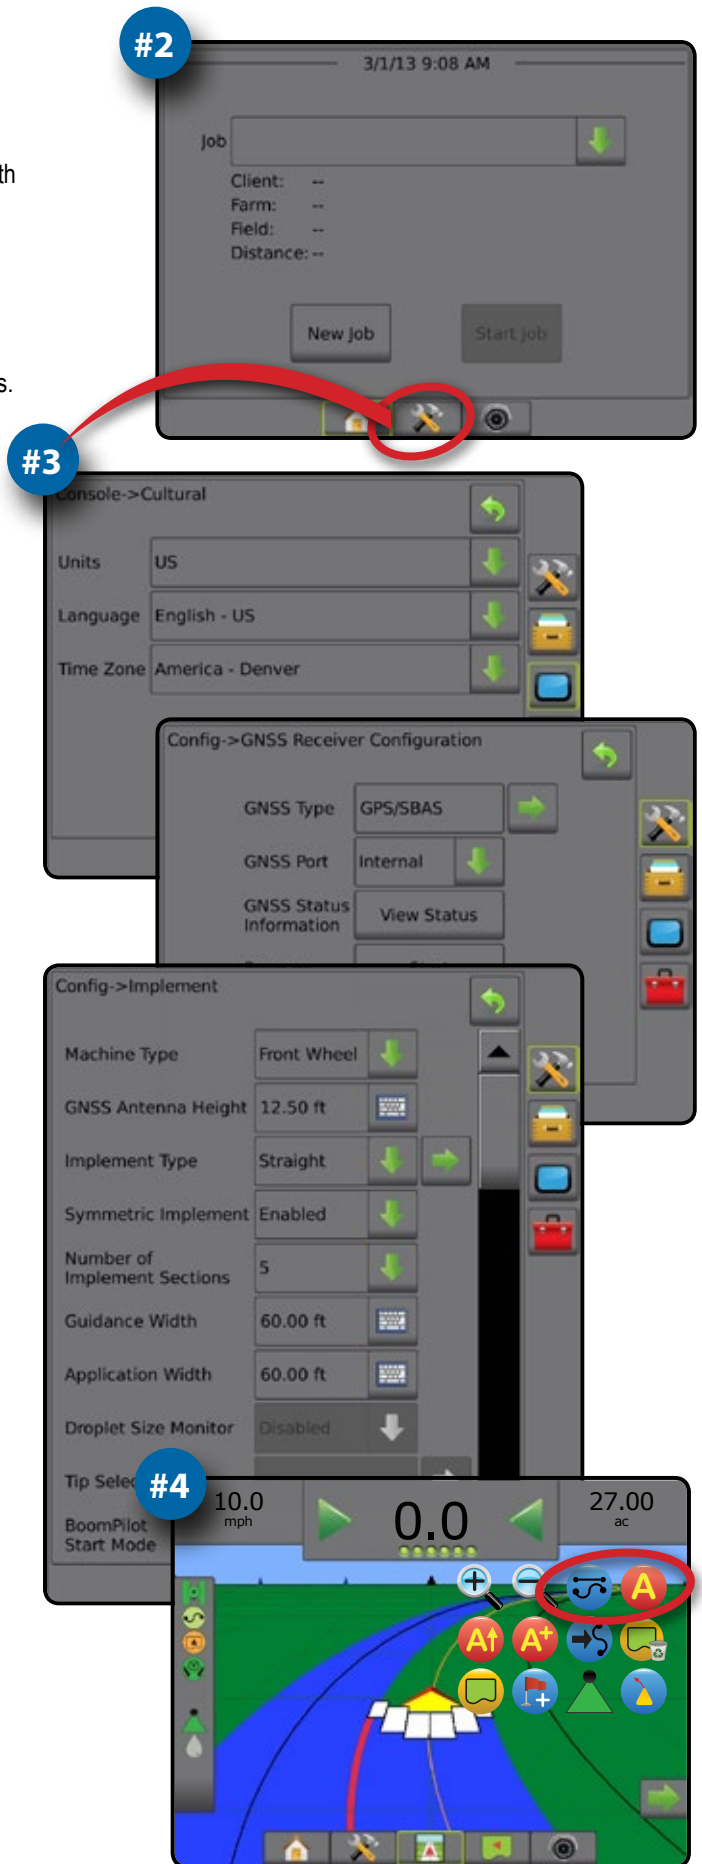 #2
3/1/13 9:08 AM
th
Job
Client: --
Farm: --
Field: --
Distance: --
New Job
Start Job
s.
#3
Console->Cultural
Units US
Language English - US
Time Zone America - Denver
Config->GNSS Receiver Configuration
GNSS Type GPS/SBAS
GNSS Port Internal
GNSS Status
Information
View Status
Config->Implement
Machine Type Front Wheel
GNSS Antenna Height 12.50 ft
Implement Type Straight
Symmetric Implement Enabled
Number of
Implement Sections
5
Guidance Width 60.00 ft
Application Width 60.00 ft
Droplet Size Monitor Disabled
Tip Selec
BoomPilot
Start Mode
#4
10.0
mph
0.0
27.00
ac
A
A A+